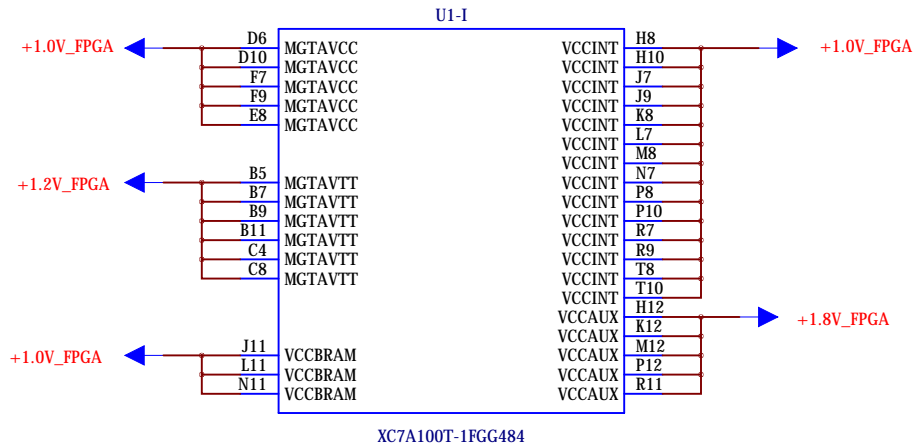 U1-I
+1.0V_FPGA D6 MGTAVCC VCCINT H8 +1.0V_FPGA
D10 MGTAVCC VCCINT H10
F7 MGTAVCC VCCINT J7
F9 MGTAVCC VCCINT J9
E8 MGTAVCC VCCINT K8
VCCINT L7
VCCINT M8
+1.2V_FPGA B5 MGTAVTT VCCINT N7
B7 MGTAVTT VCCINT P8
B9 MGTAVTT VCCINT P10
B11 MGTAVTT VCCINT R7
C4 MGTAVTT VCCINT R9
C8 MGTAVTT VCCINT T8
VCCINT T10
VCCAUX H12 +1.8V_FPGA
VCCAUX K12
+1.0V_FPGA J11 VCCBRAM VCCAUX M12
L11 VCCBRAM VCCAUX P12
N11 VCCBRAM VCCAUX R11
XC7A100T-1FGG484